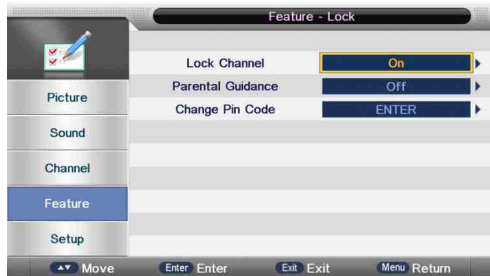 Feature - Lock
Lock Channel On
Parental Guidance Off
Change Pin Code ENTER
Picture
Sound
Channel
Feature
Setup
Move Enter Enter Exit Exit Menu Return